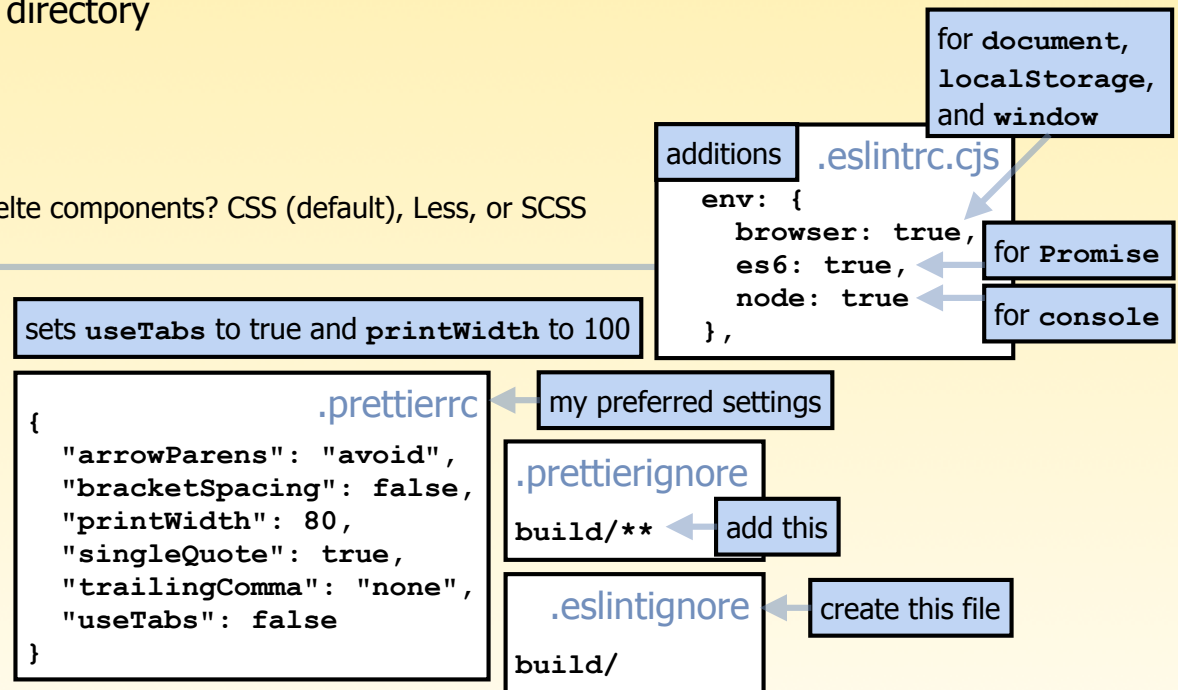 directory
for document,
localStorage,
and window
additions
.eslintrc.cjs
elte components? CSS (default), Less, or SCSS
env: {
browser: true,
es6: true,
node: true
},
for Promise
for console
sets useTabs to true and printWidth to 100
.prettierrc
my preferred settings
{
"arrowParens": "avoid",
"bracketSpacing": false,
"printWidth": 80,
"singleQuote": true,
"trailingComma": "none",
"useTabs": false
}
.prettierignore
build/**
add this
.eslintignore
create this file
build/